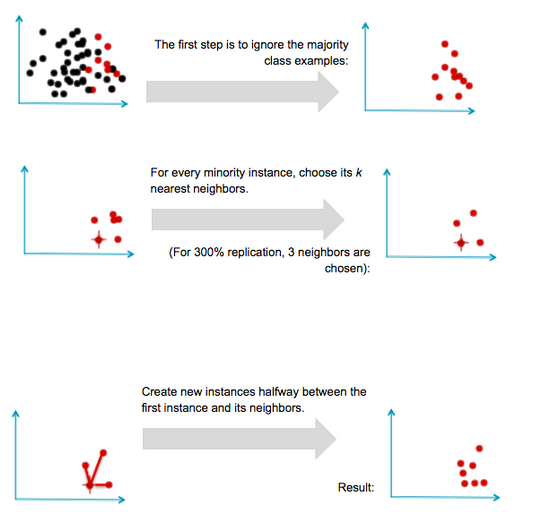 The first step is to ignore the majority
class examples:
For every minority instance, choose its k
nearest neighbors.
(For 300% replication, 3 neighbors are
chosen):
Create new instances halfway between the
first instance and its neighbors.
Result: